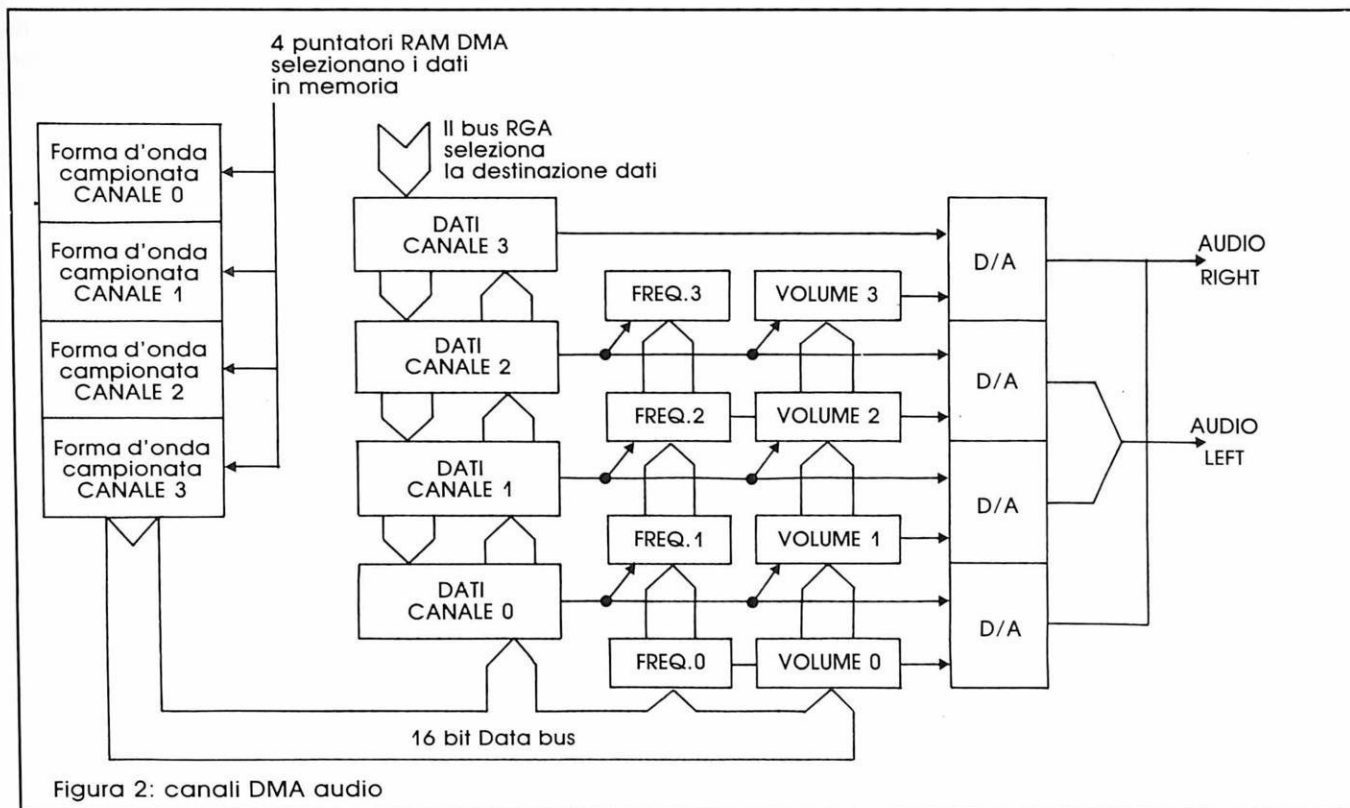 4 puntatori RAM DMA
selezionano i dati
in memoria
Forma d'onda
campionata
CANALE 0
Forma d'onda
campionata
CANALE 1
Forma d'onda
campionata
CANALE 2
Forma d'onda
campionata
CANALE 3
Il bus RGA
seleziona
la destinazione dati
DATI
CANALE 3
DATI
CANALE 2
DATI
CANALE 1
DATI
CANALE 0
FREQ.3
VOLUME 3
FREQ.2
VOLUME 2
FREQ.1
VOLUME 1
FREQ.0
VOLUME 0
D/A
D/A
D/A
D/A
AUDIO
RIGHT
AUDIO
LEFT
16 bit Data bus
Figura 2: canali DMA audio